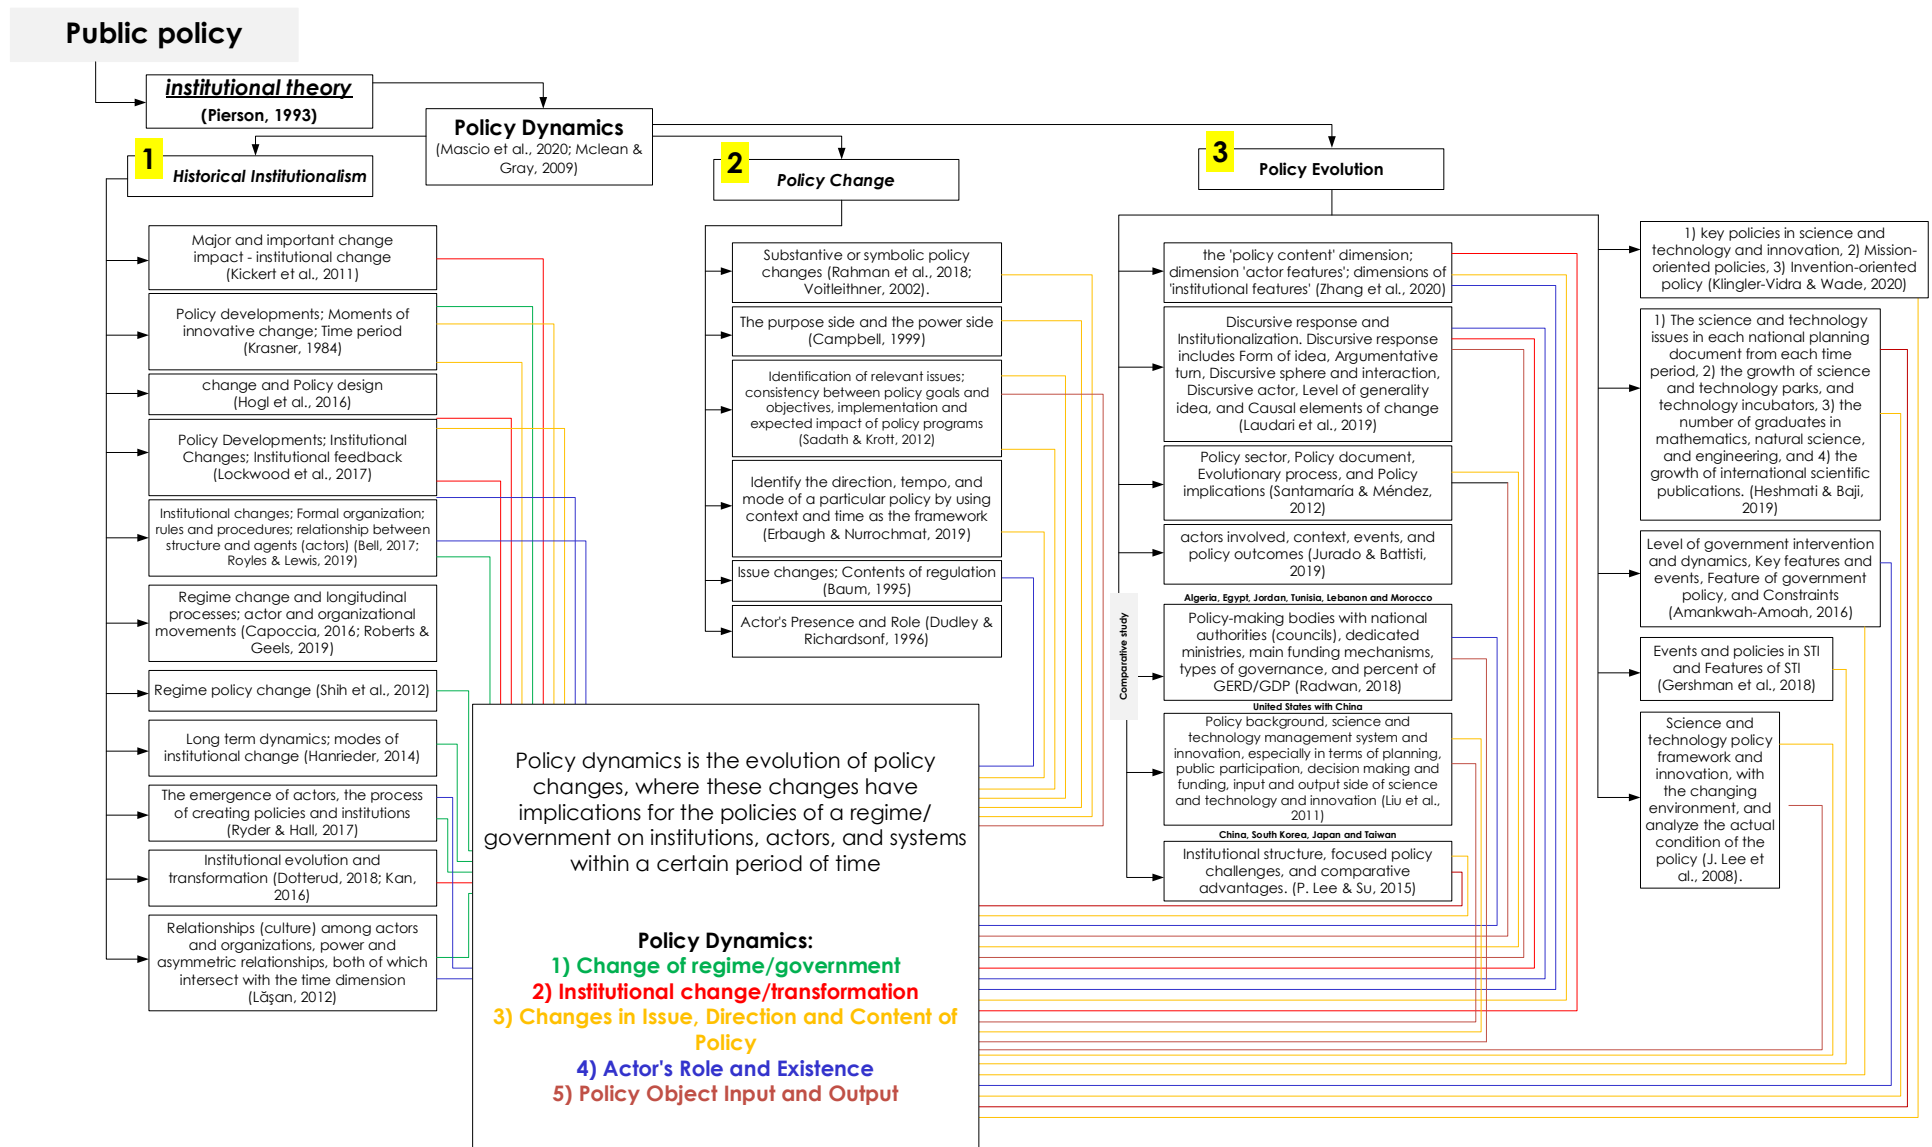 Public policy
institutional theory
(Pierson, 1993)
Policy Dynamics
(Mascio et al., 2020; Mclean &
Gray, 2009)
1
Historical Institutionalism
2
Policy Change
3
Policy Evolution
Major and important change
impact - institutional change
(Kickert et al., 2011)
Policy developments; Moments of
innovative change; Time period
(Krasner, 1984)
change and Policy design
(Hogl et al., 2016)
Policy Developments; Institutional
Changes; Institutional feedback
(Lockwood et al., 2017)
Institutional changes; Formal organization;
rules and procedures; relationship between
structure and agents (actors) (Bell, 2017;
Royles & Lewis, 2019)
Regime change and longitudinal
processes; actor and organizational
movements (Capoccia, 2016; Roberts &
Geels, 2019)
Regime policy change (Shih et al., 2012)
Long term dynamics; modes of
institutional change (Hanrieder, 2014)
The emergence of actors, the process
of creating policies and institutions
(Ryder & Hall, 2017)
Institutional evolution and
transformation (Dotterud, 2018; Kan,
2016)
Relationships (culture) among actors
and organizations, power and
asymmetric relationships, both of which
intersect with the time dimension
(Lăşan, 2012)
Substantive or symbolic policy
changes (Rahman et al., 2018;
Voitleithner, 2002).
The purpose side and the power side
(Campbell, 1999)
Identification of relevant issues;
consistency between policy goals and
objectives, implementation and
expected impact of policy programs
(Sadath & Krott, 2012)
Identify the direction, tempo, and
mode of a particular policy by using
context and time as the framework
(Erbaugh & Nurrochmat, 2019)
Issue changes; Contents of regulation
(Baum, 1995)
Actor's Presence and Role (Dudley &
Richardsonf, 1996)
the 'policy content' dimension;
dimension 'actor features'; dimensions of
'institutional features' (Zhang et al., 2020)
Discursive response and
Institutionalization. Discursive response
includes Form of idea, Argumentative
turn, Discursive sphere and interaction,
Discursive actor, Level of generality
idea, and Causal elements of change
(Laudari et al., 2019)
Policy sector, Policy document,
Evolutionary process, and Policy
implications (Santamaría & Méndez,
2012)
actors involved, context, events, and
policy outcomes (Jurado & Battisti,
2019)
Comparative study
Algeria, Egypt, Jordan, Tunisia, Lebanon and Morocco
Policy-making bodies with national
authorities (councils), dedicated
ministries, main funding mechanisms,
types of governance, and percent of
GERD/GDP (Radwan, 2018)
United States with China
Policy background, science and
technology management system and
innovation, especially in terms of planning,
public participation, decision making and
funding, input and output side of science
and technology and innovation (Liu et al.,
2011)
China, South Korea, Japan and Taiwan
Institutional structure, focused policy
challenges, and comparative
advantages. (P. Lee & Su, 2015)
1) key policies in science and
technology and innovation, 2) Mission-
oriented policies, 3) Invention-oriented
policy (Klingler-Vidra & Wade, 2020)
1) The science and technology
issues in each national planning
document from each time
period, 2) the growth of science
and technology parks, and
technology incubators, 3) the
number of graduates in
mathematics, natural science,
and engineering, and 4) the
growth of international scientific
publications. (Heshmati & Baji,
2019)
Level of government intervention
and dynamics, Key features and
events, Feature of government
policy, and Constraints
(Amankwah-Amoah, 2016)
Events and policies in STI
and Features of STI
(Gershman et al., 2018)
Science and
technology policy
framework and
innovation, with
the changing
environment, and
analyze the actual
condition of the
policy (J. Lee et
al., 2008).
Policy dynamics is the evolution of policy
changes, where these changes have
implications for the policies of a regime/
government on institutions, actors, and systems
within a certain period of time
Policy Dynamics:
1) Change of regime/government
2) Institutional change/transformation
3) Changes in Issue, Direction and Content of
Policy
4) Actor's Role and Existence
5) Policy Object Input and Output